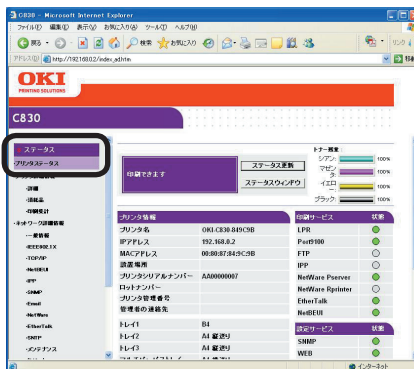 C830 - Microsoft Internet Explorer
ファイル(F) 編集(E) 表示(V) お気に入り(A) ツール(T) ヘルプ(H)
戻る 検索 お気に入り リンク
アドレス(D) http://192.168.0.2/index_ad.htm 移動
OKI
PRINTING SOLUTIONS
C830
ステータス
-プリンタステータス
-詳細
-消耗品
-印刷統計
-ネットワーク詳細情報
-一般情報
-IEEE802.1X
-TCP/IP
-NetBEUI
-IPP
-SNMP
-Email
-NetWare
-EtherTalk
-SNTP
-メンテナンス
印刷できます
ステータス更新
ステータスウィンドウ
トナー残量:
シアン: 100%
マゼンタ: 100%
イエロー: 100%
ブラック: 100%
プリンタ情報
プリンタ名 OKI-C830-849C9B
IPアドレス 192.168.0.2
MACアドレス 00:80:87:84:9C:9B
設置場所
プリンタシリアルナンバー AA00000007
ロットナンバー
プリンタ管理番号
管理者の連絡先
トレイ1 B4
トレイ2 A4 縦送り
トレイ3 A4 縦送り
印刷サービス 状態
LPR
Port9100
FTP
IPP
NetWare Pserver
NetWare Rprinter
EtherTalk
NetBEUI
設定サービス 状態
SNMP
WEB
インターネット